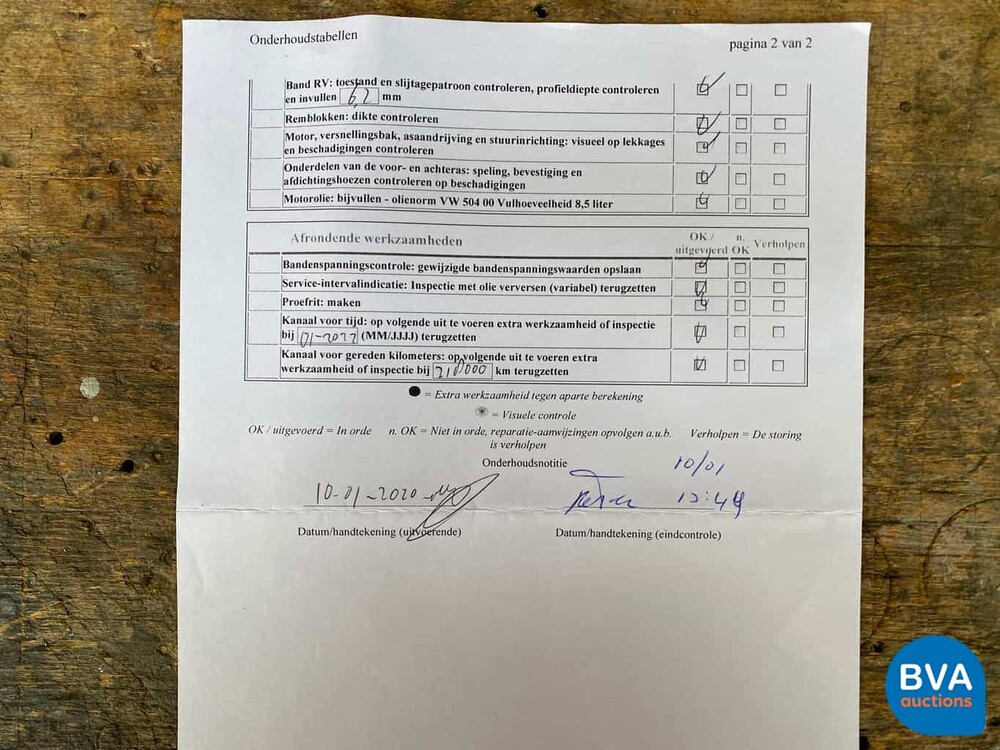 Onderhoudstabellen
pagina 2 van 2
Band RV: toestand en slijtagepatroon controleren, profieldiepte controleren
en invullen 6,2 mm
Remblokken: dikte controleren
Motor, versnellingsbak, asaandrijving en stuurinrichting: visueel op lekkages
en beschadigingen controleren
Onderdelen van de voor- en achteras: speling, bevestiging en
afdichtingshoezen controleren op beschadigingen
Motorolie: bijvullen - olienorm VW 504 00 Vulhoeveelheid 8,5 liter
Afrondende werkzaamheden
OK / uitgevoerd
n. OK
Verholpen
Bandenspanningscontrole: gewijzigde bandenspanningswaarden opslaan
Service-intervalindicatie: Inspectie met olie verversen (variabel) terugzetten
Proefrit: maken
Kanaal voor tijd: op volgende uit te voeren extra werkzaamheid of inspectie
bij 01-2022 (MM/JJJJ) terugzetten
Kanaal voor gereden kilometers: op volgende uit te voeren extra
werkzaamheid of inspectie bij 210000 km terugzetten
= Extra werkzaamheid tegen aparte berekening
= Visuele controle
OK / uitgevoerd = In orde n. OK = Niet in orde, reparatie-aanwijzingen opvolgen a.u.b. Verholpen = De storing
is verholpen
Onderhoudsnotitie
10/01
10-01-2020
13:44
Datum/handtekening (uitvoerende)
Datum/handtekening (eindcontrole)
BVA
auctions